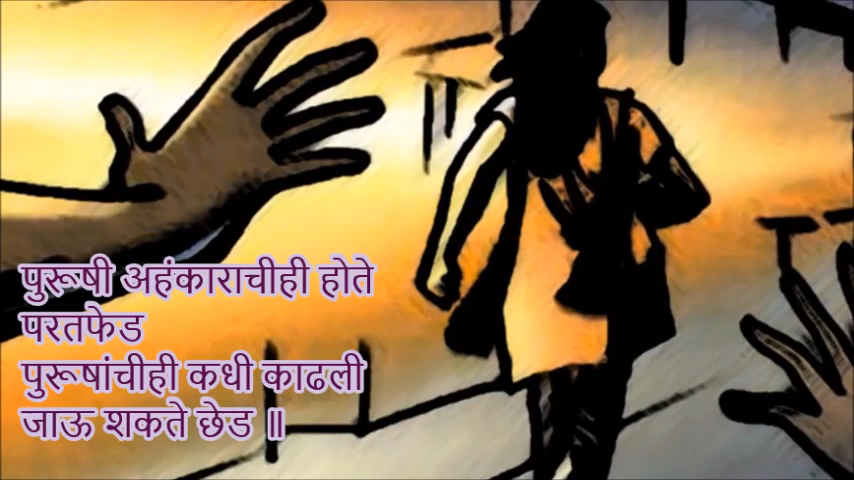 पुरूषी अहंकाराचीही होते
परतफेड
पुरूषांचीही कधी काढली
जाऊ शकते छेड ॥